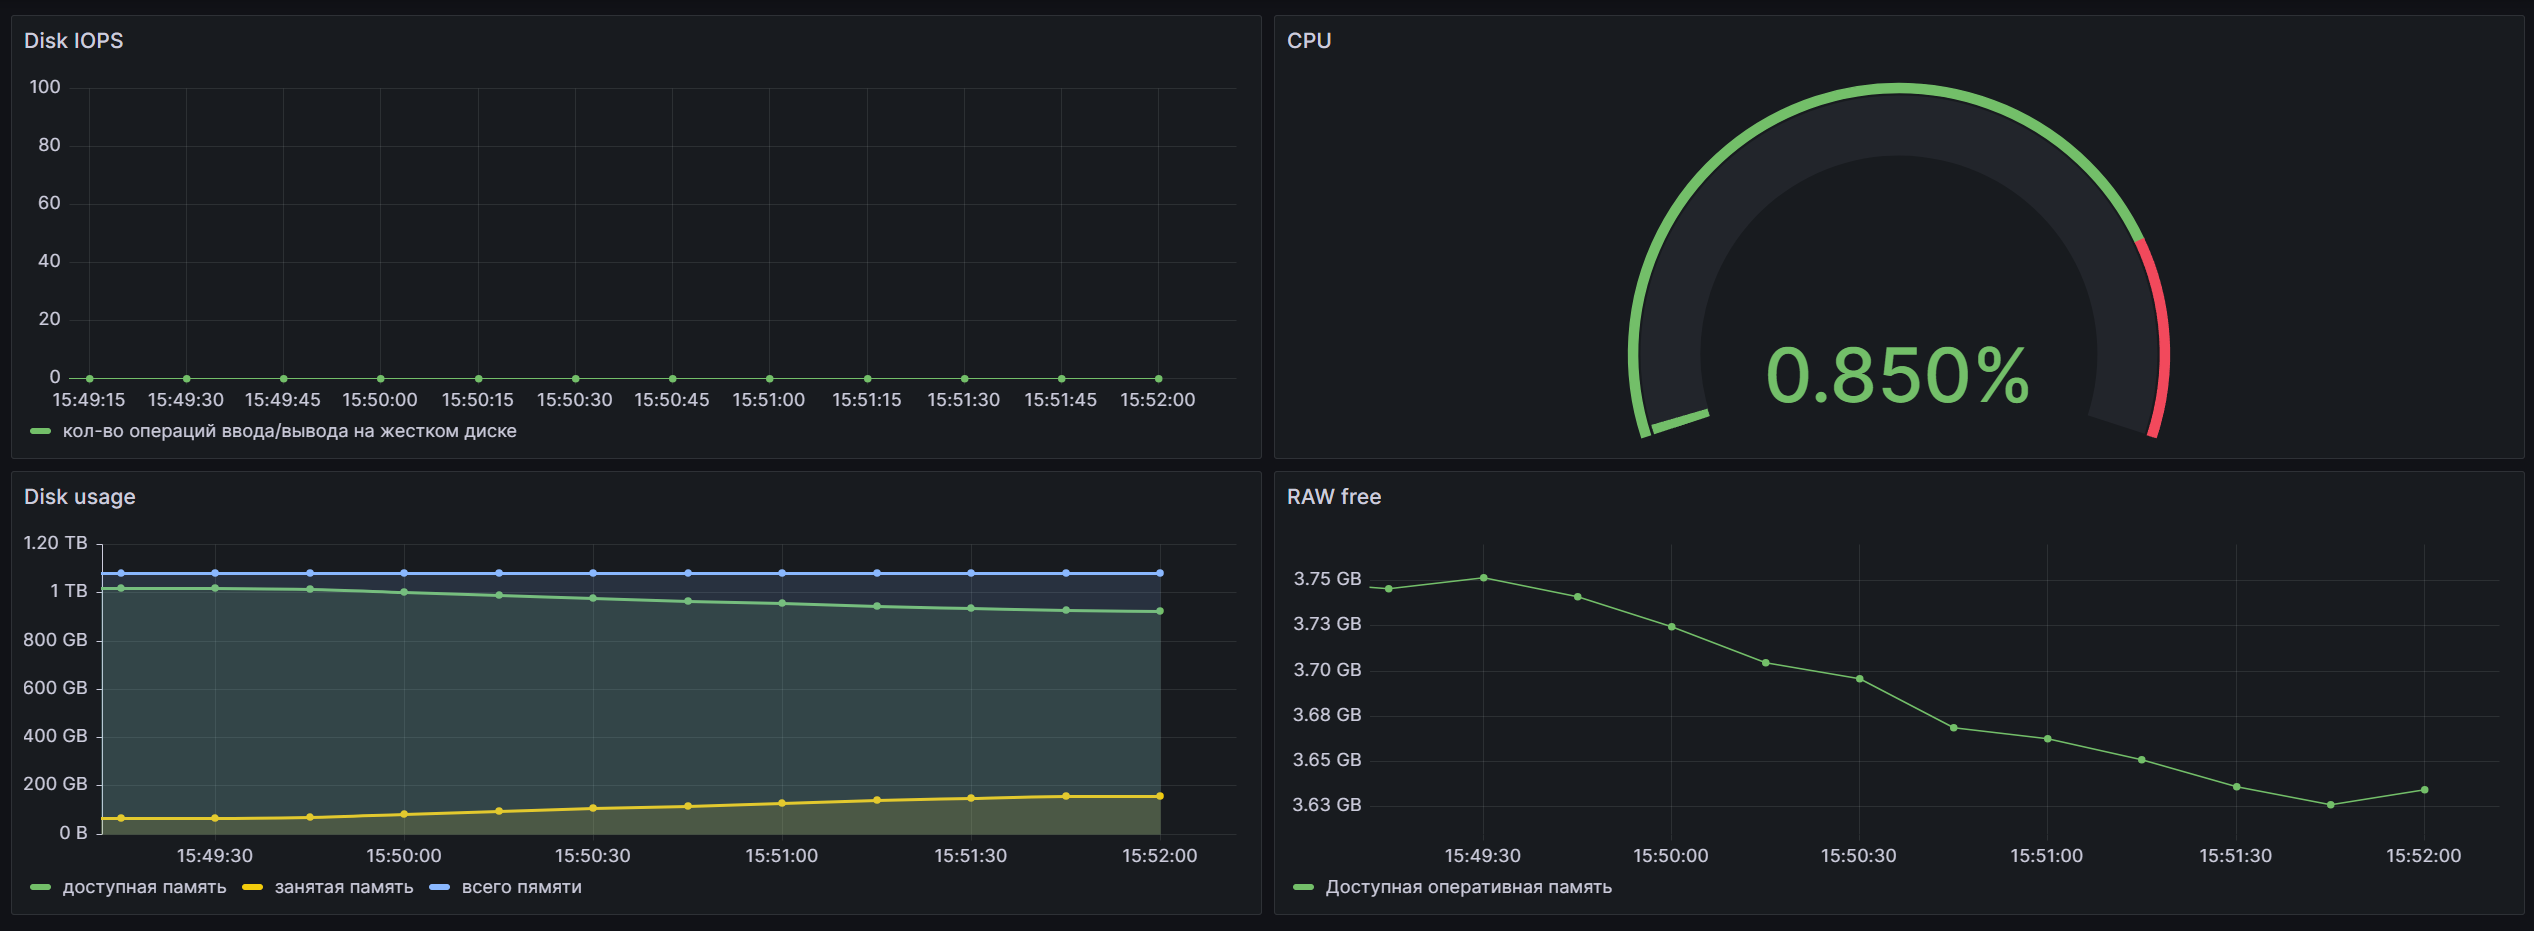 Disk IOPS
100
80
60
40
20
0
15:49:15 15:49:30 15:49:45 15:50:00 15:50:15 15:50:30 15:50:45 15:51:00 15:51:15 15:51:30 15:51:45 15:52:00
кол-во операций ввода/вывода на жестком диске
CPU
0.850%
Disk usage
1.20 TB
1 TB
800 GB
600 GB
400 GB
200 GB
0 B
15:49:30 15:50:00 15:50:30 15:51:00 15:51:30 15:52:00
доступная память занятая память всего пямяти
RAW free
3.75 GB
3.73 GB
3.70 GB
3.68 GB
3.65 GB
3.63 GB
15:49:30 15:50:00 15:50:30 15:51:00 15:51:30 15:52:00
Доступная оперативная память